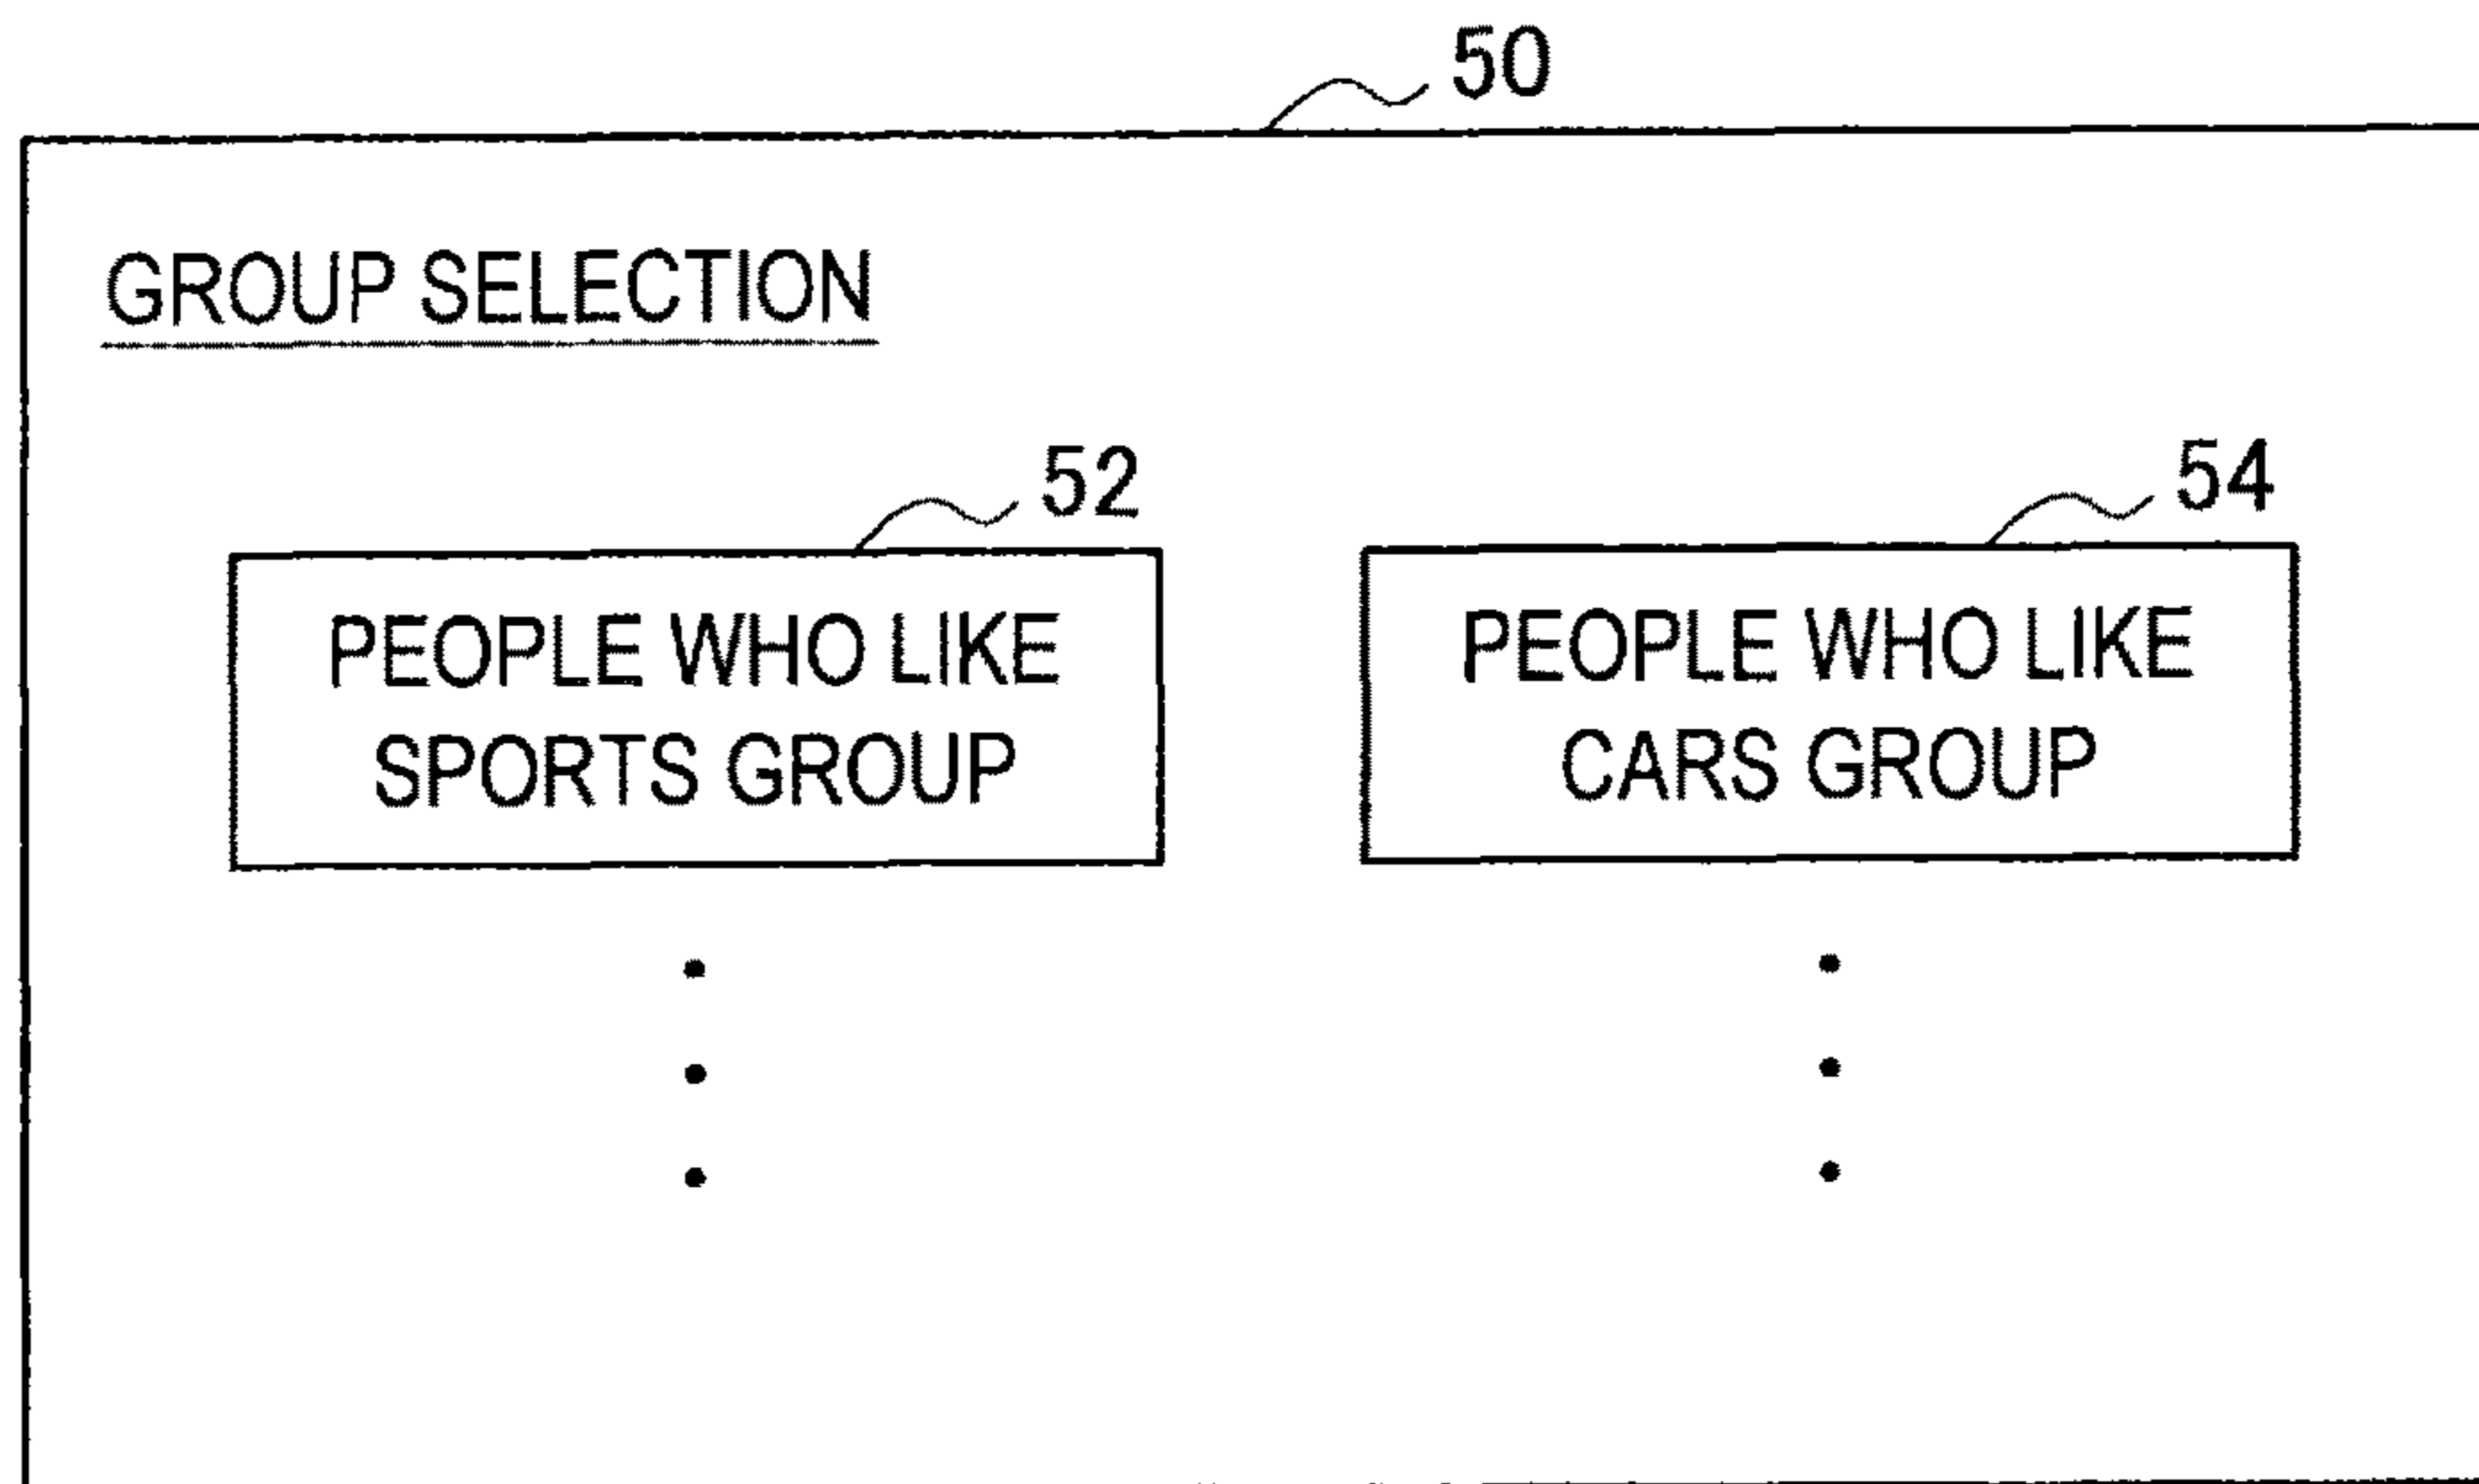 50
GROUP SELECTION
52
54
PEOPLE WHO LIKE
SPORTS GROUP
PEOPLE WHO LIKE
CARS GROUP